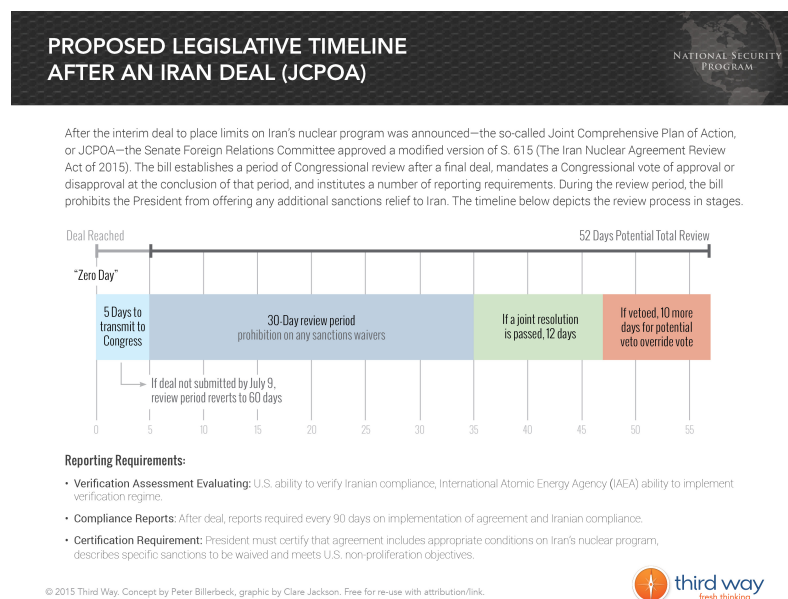 PROPOSED LEGISLATIVE TIMELINE
AFTER AN IRAN DEAL (JCPOA)
National Security
Program
After the interim deal to place limits on Iran's nuclear program was announced—the so-called Joint Comprehensive Plan of Action,
or JCPOA—the Senate Foreign Relations Committee approved a modified version of S. 615 (The Iran Nuclear Agreement Review
Act of 2015). The bill establishes a period of Congressional review after a final deal, mandates a Congressional vote of approval or
disapproval at the conclusion of that period, and institutes a number of reporting requirements. During the review period, the bill
prohibits the President from offering any additional sanctions relief to Iran. The timeline below depicts the review process in stages.
Deal Reached
52 Days Potential Total Review
“Zero Day”
5 Days to
transmit to
Congress
30-Day review period
prohibition on any sanctions waivers
If a joint resolution
is passed, 12 days
If vetoed, 10 more
days for potential
veto override vote
If deal not submitted by July 9,
review period reverts to 60 days
0 5 10 15 20 25 30 35 40 45 50 55
Reporting Requirements:
• Verification Assessment Evaluating: U.S. ability to verify Iranian compliance, International Atomic Energy Agency (IAEA) ability to implement
verification regime.
• Compliance Reports: After deal, reports required every 90 days on implementation of agreement and Iranian compliance.
• Certification Requirement: President must certify that agreement includes appropriate conditions on Iran's nuclear program,
describes specific sanctions to be waived and meets U.S. non-proliferation objectives.
© 2015 Third Way. Concept by Peter Billerbeck, graphic by Clare Jackson. Free for re-use with attribution/link.
third way
fresh thinking